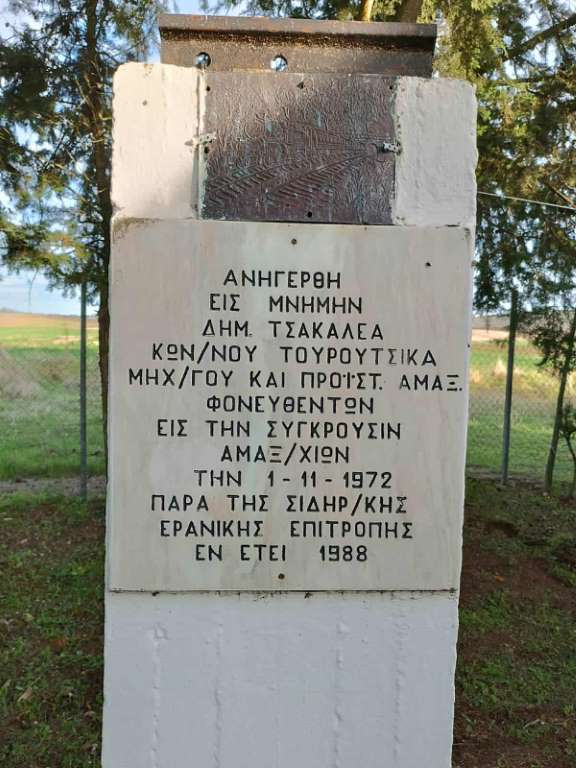 ΑΝΗΓΕΡΘΗ
ΕΙΣ ΜΝΗΜΗΝ
ΔΗΜ. ΤΣΑΚΑΛΕΑ
ΚΩΝ/ΝΟΥ ΤΟΥΡΟΥΤΣΙΚΑ
ΜΗΧ/ΓΟΥ ΚΑΙ ΠΡΟΪΣΤ. ΑΜΑΞ.
ΦΟΝΕΥΘΕΝΤΩΝ
ΕΙΣ ΤΗΝ ΣΥΓΚΡΟΥΣΙΝ
ΑΜΑΞ/ΧΙΩΝ
ΤΗΝ 1-11-1972
ΠΑΡΑ ΤΗΣ ΣΙΔΗΡ/ΚΗΣ
ΕΡΑΝΙΚΗΣ ΕΠΙΤΡΟΠΗΣ
ΕΝ ΕΤΕΙ 1988